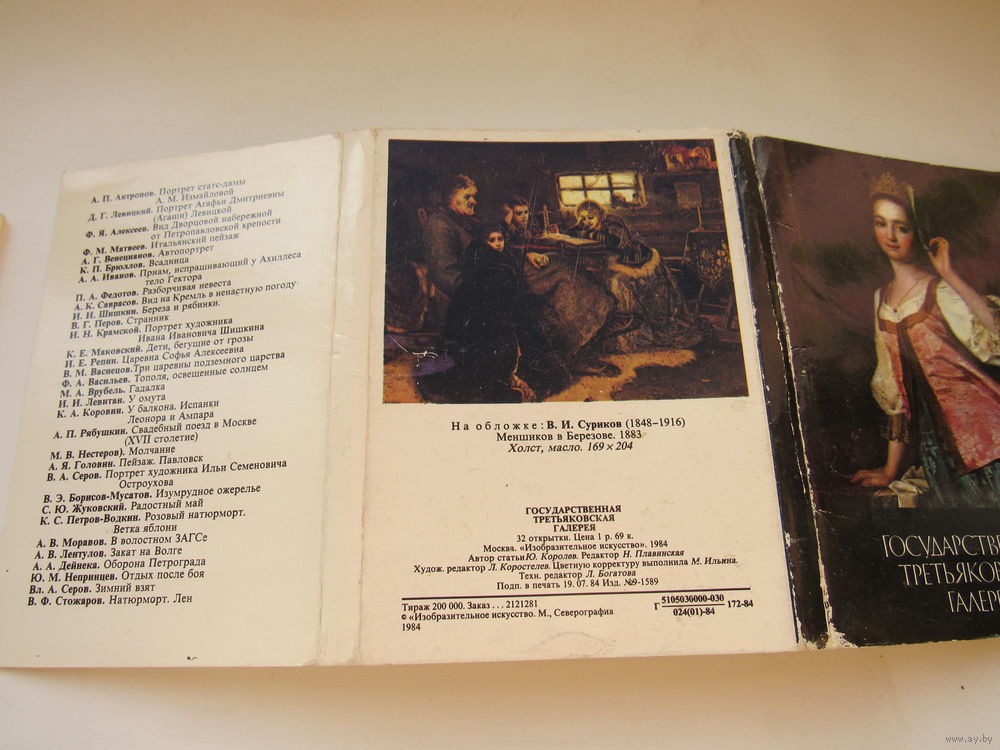 А. П. Антропов. Портрет статс-дамы
А. М. Измайловой
Д. Г. Левицкий. Портрет Агафьи Дмитриевны
(Агаши) Левицкой
Ф. Я. Алексеев. Вид Дворцовой набережной
от Петропавловской крепости
Ф. М. Матвеев. Итальянский пейзаж
А. Г. Венецианов. Автопортрет
К. П. Брюллов. Всадница
А. А. Иванов. Приам, испрашивающий у Ахиллеса
тело Гектора
П. А. Федотов. Разборчивая невеста
А. К. Саврасов. Вид на Кремль в ненастную погоду
И. И. Шишкин. Береза и рябинки.
В. Г. Перов. Странник
И. Н. Крамской. Портрет художника
Ивана Ивановича Шишкина
К. Е. Маковский. Дети, бегущие от грозы
И. Е. Репин. Царевна Софья Алексеевна
В. М. Васнецов. Три царевны подземного царства
Ф. А. Васильев. Тополя, освещенные солнцем
М. А. Врубель. Гадалка
И. И. Левитан. У омута
К. А. Коровин. У балкона. Испанки
Леонора и Ампара
А. П. Рябушкин. Свадебный поезд в Москве
(XVII столетие)
М. В. Нестеров). Молчание
А. Я. Головин. Пейзаж. Павловск
В. А. Серов. Портрет художника Ильи Семеновича
Остроухова
В. Э. Борисов-Мусатов. Изумрудное ожерелье
С. Ю. Жуковский. Радостный май
К. С. Петров-Водкин. Розовый натюрморт.
Ветка яблони
А. В. Моравов. В волостном ЗАГСе
А. В. Лентулов. Закат на Волге
А. А. Дейнека. Оборона Петрограда
Ю. М. Непринцев. Отдых после боя
Вл. А. Серов. Зимний взят
В. Ф. Стожаров. Натюрморт. Лен
На обложке: В. И. Суриков (1848–1916)
Меншиков в Березове. 1883
Холст, масло. 169 × 204
ГОСУДАРСТВЕННАЯ
ТРЕТЬЯКОВСКАЯ
ГАЛЕРЕЯ
32 открытки. Цена 1 р. 69 к.
Москва. «Изобразительное искусство». 1984
Автор статьи Ю. Королев. Редактор Н. Плавинская
Худож. редактор Л. Коростелев. Цветную корректуру выполнила М. Ильина.
Техн. редактор Л. Богатова
Подп. в печать 19. 07. 84 Изд. №9-1589
Тираж 200 000. Заказ . . . 2121281
© «Изобразительное искусство. М., Северографиа
1984
Г 5105036000-030 172-84
024(01)-84
ГОСУДАРСТВЕ
ТРЕТЬЯКОВ
ГАЛЕРЕ
www.ay.by